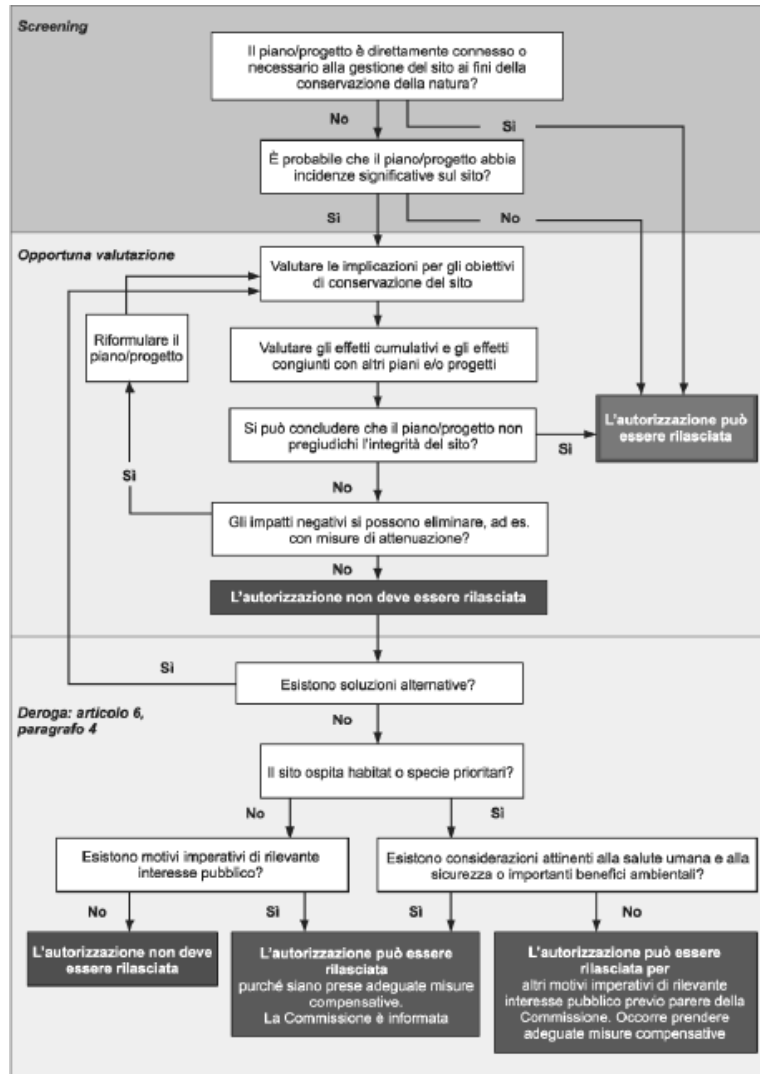 Screening
Il piano/progetto è direttamente connesso o
necessario alla gestione del sito ai fini della
conservazione della natura?
No
Sì
È probabile che il piano/progetto abbia
incidenze significative sul sito?
Sì
No
Opportuna valutazione
Valutare le implicazioni per gli obiettivi
di conservazione del sito
Riformulare il
piano/progetto
Valutare gli effetti cumulativi e gli effetti
congiunti con altri piani e/o progetti
L'autorizzazione può
essere rilasciata
Si può concludere che il piano/progetto non
pregiudichi l'integrità del sito?
Sì
Sì
No
Gli impatti negativi si possono eliminare, ad es.
con misure di attenuazione?
No
L'autorizzazione non deve essere rilasciata
Sì
Esistono soluzioni alternative?
Deroga: articolo 6,
paragrafo 4
No
Il sito ospita habitat o specie prioritari?
No
Sì
Esistono motivi imperativi di rilevante
interesse pubblico?
Esistono considerazioni attinenti alla salute umana e alla
sicurezza o importanti benefici ambientali?
No
Sì
Sì
No
L'autorizzazione non deve
essere rilasciata
L'autorizzazione può essere
rilasciata
purché siano prese adeguate misure
compensative.
La Commissione è informata
L'autorizzazione può essere
rilasciata per
altri motivi imperativi di rilevante
interesse pubblico previo parere della
Commissione. Occorre prendere
adeguate misure compensative